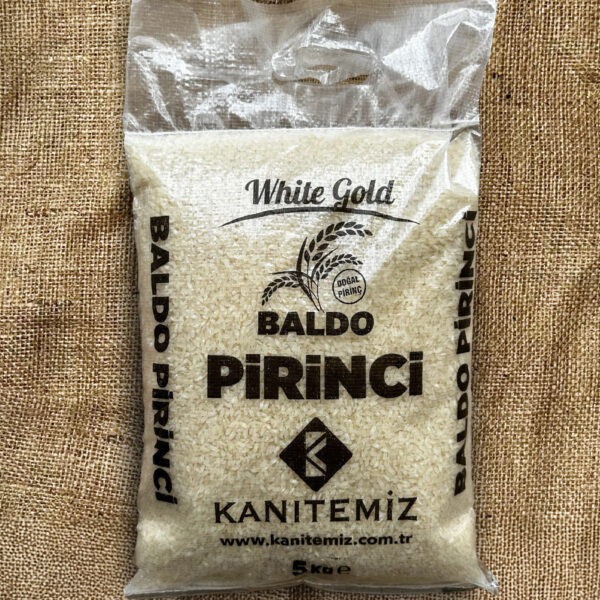 White Gold
DOĞAL
PİRİNÇ
BALDO
PİRİNCİ
KANITEMİZ
www.kanitemiz.com.tr
5 Kg e
BALDO PİRİNCİ
BALDO PİRİNCİ